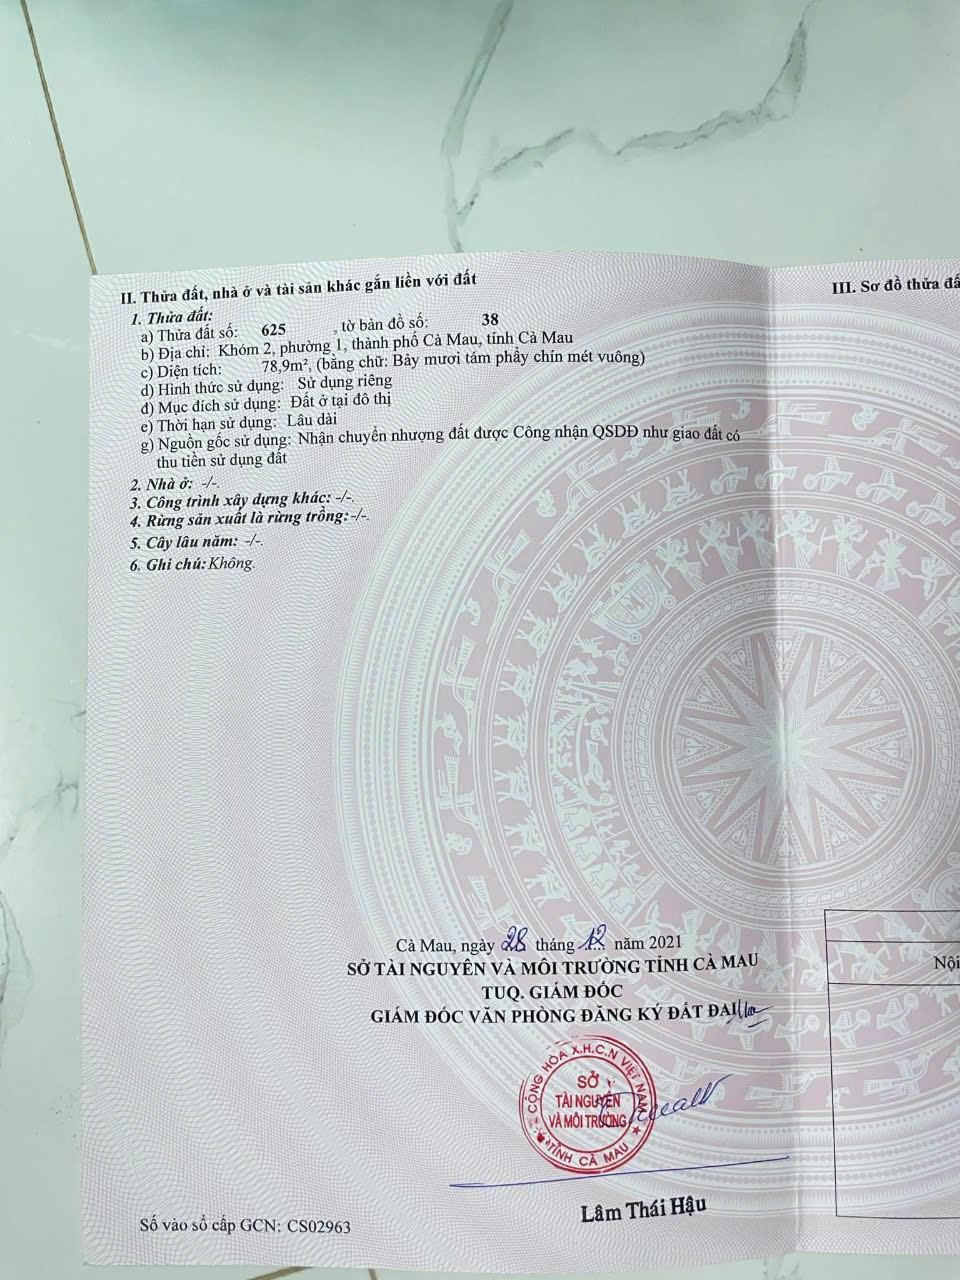 II. Thửa đất, nhà ở và tài sản khác gắn liền với đất
1. Thửa đất:
a) Thửa đất số: 625 , tờ bản đồ số: 38
b) Địa chỉ: Khóm 2, phường 1, thành phố Cà Mau, tỉnh Cà Mau
c) Diện tích: 78,9m², (bằng chữ: Bảy mươi tám phẩy chín mét vuông)
d) Hình thức sử dụng: Sử dụng riêng
đ) Mục đích sử dụng: Đất ở tại đô thị
e) Thời hạn sử dụng: Lâu dài
g) Nguồn gốc sử dụng: Nhận chuyển nhượng đất được Công nhận QSDĐ như giao đất có
thu tiền sử dụng đất
2. Nhà ở: -/-.
3. Công trình xây dựng khác: -/-.
4. Rừng sản xuất là rừng trồng: -/-.
5. Cây lâu năm: -/-.
6. Ghi chú: Không.
III. Sơ đồ thửa đấ
Cà Mau, ngày 28 tháng 12 năm 2021
SỞ TÀI NGUYÊN VÀ MÔI TRƯỜNG TỈNH CÀ MAU
TUQ. GIÁM ĐỐC
GIÁM ĐỐC VĂN PHÒNG ĐĂNG KÝ ĐẤT ĐAI
CỘNG HÒA X.H.C.N VIỆT NAM
SỞ
TÀI NGUYÊN
VÀ MÔI TRƯỜNG
TỈNH CÀ MAU
Lâm Thái Hậu
Số vào sổ cấp GCN: CS02963
Nội